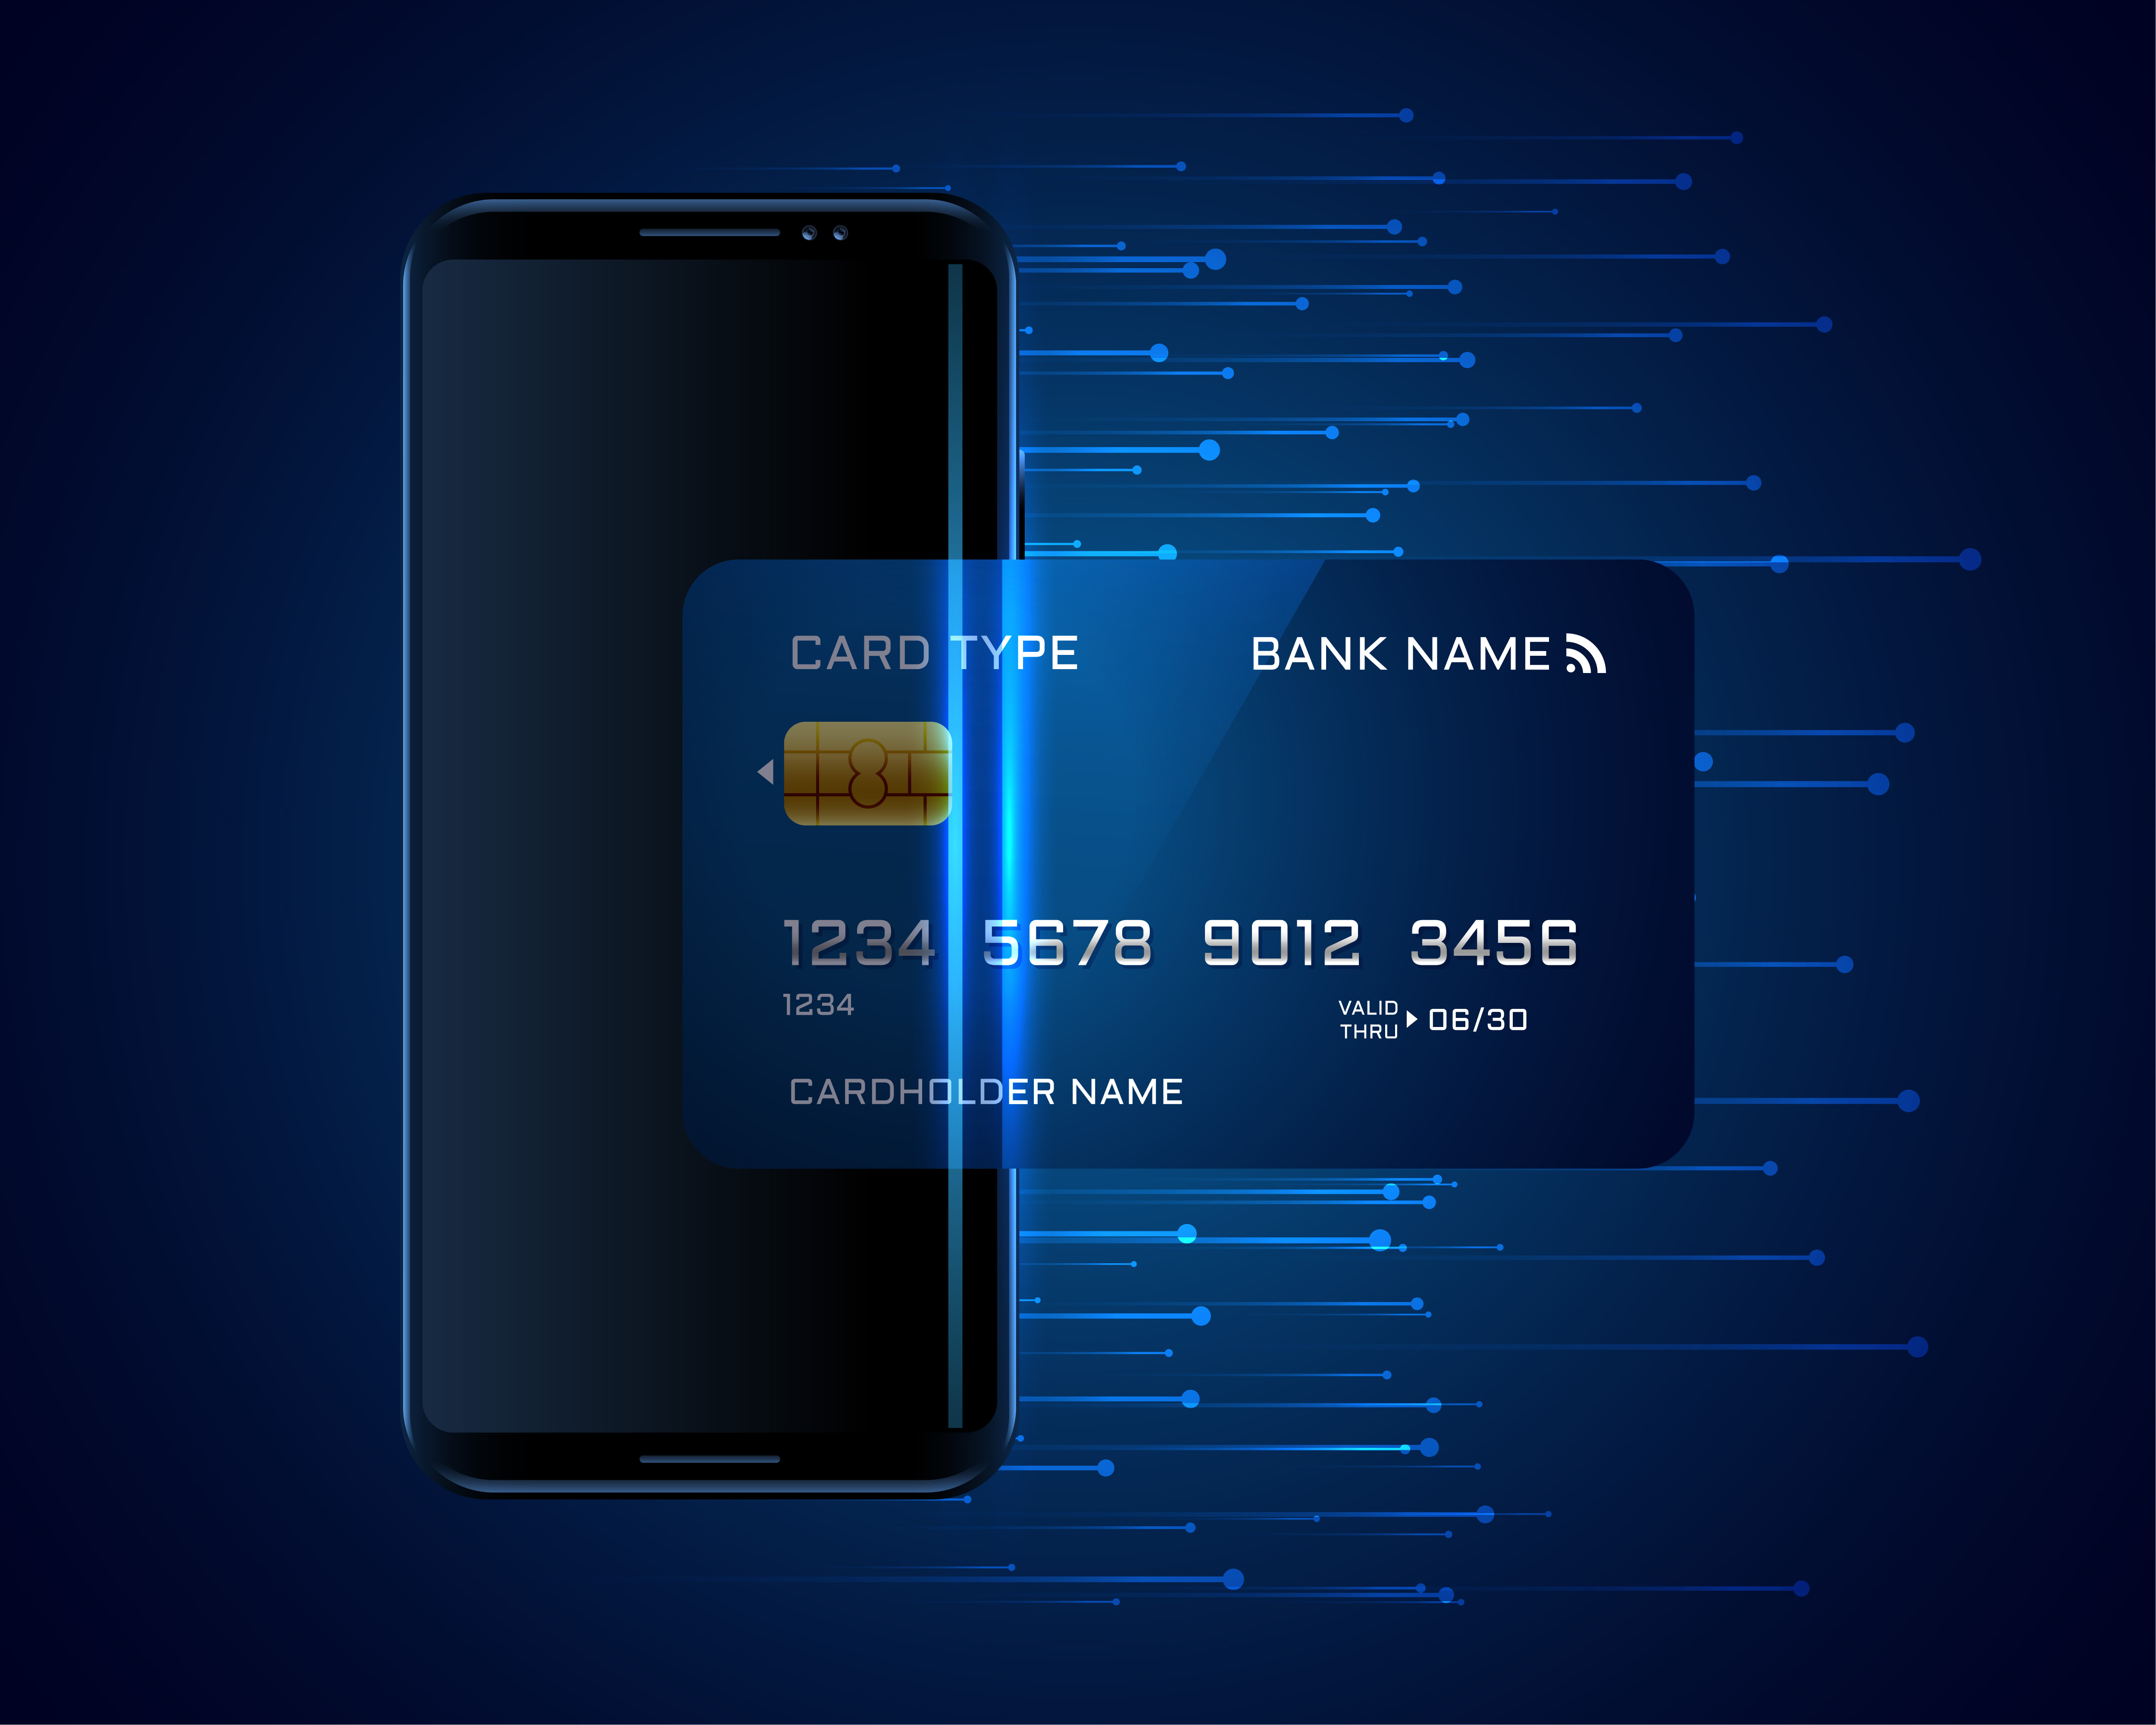 CARD TYPE
BANK NAME
1234 5678 9012 3456
1234
VALID
THRU
06/30
CARDHOLDER NAME